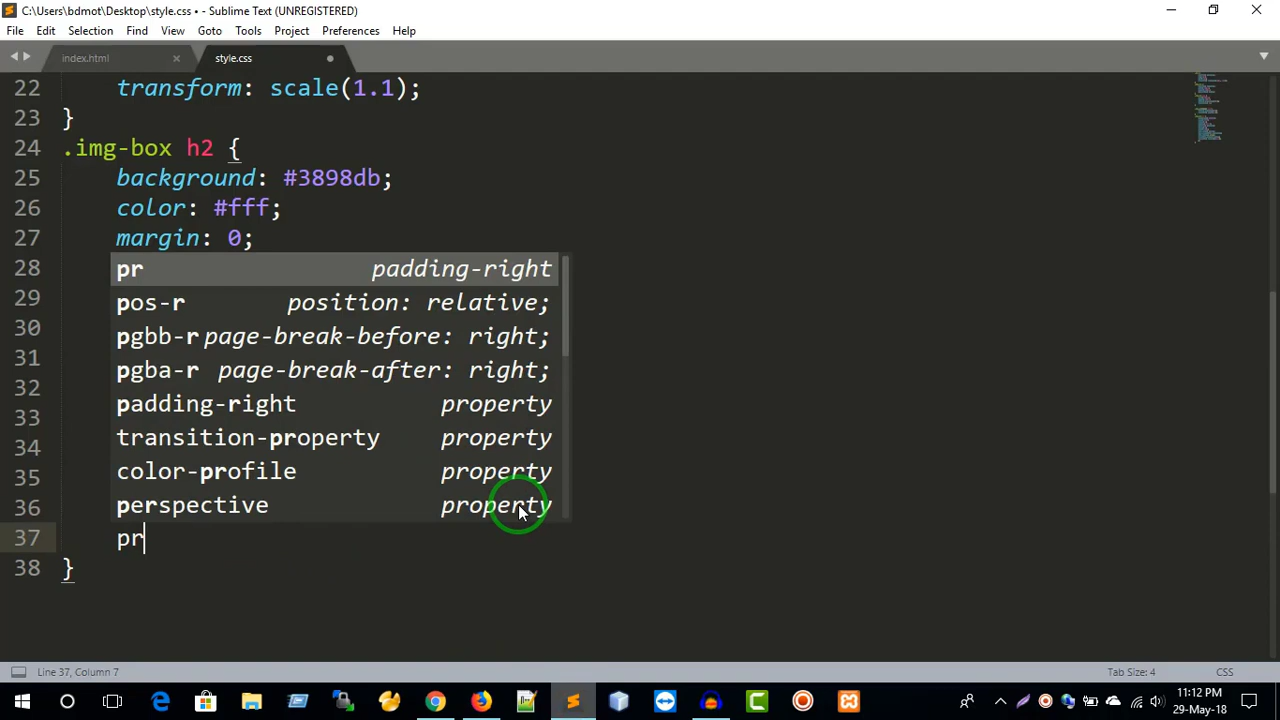 C:\Users\bdmot\Desktop\style.css • - Sublime Text (UNREGISTERED)
File Edit Selection Find View Goto Tools Project Preferences Help
index.html × style.css
22 transform: scale(1.1);
23 }
24 .img-box h2 {
25 background: #3898db;
26 color: #fff;
27 margin: 0;
28 pr padding-right
29 pos-r position: relative;
30 pgbb-r page-break-before: right;
31 pgba-r page-break-after: right;
32 padding-right property
33 transition-property property
34
35 color-profile property
36 perspective property
37 pr
38 }
Line 37, Column 7 Tab Size: 4 CSS
11:12 PM
29-May-18